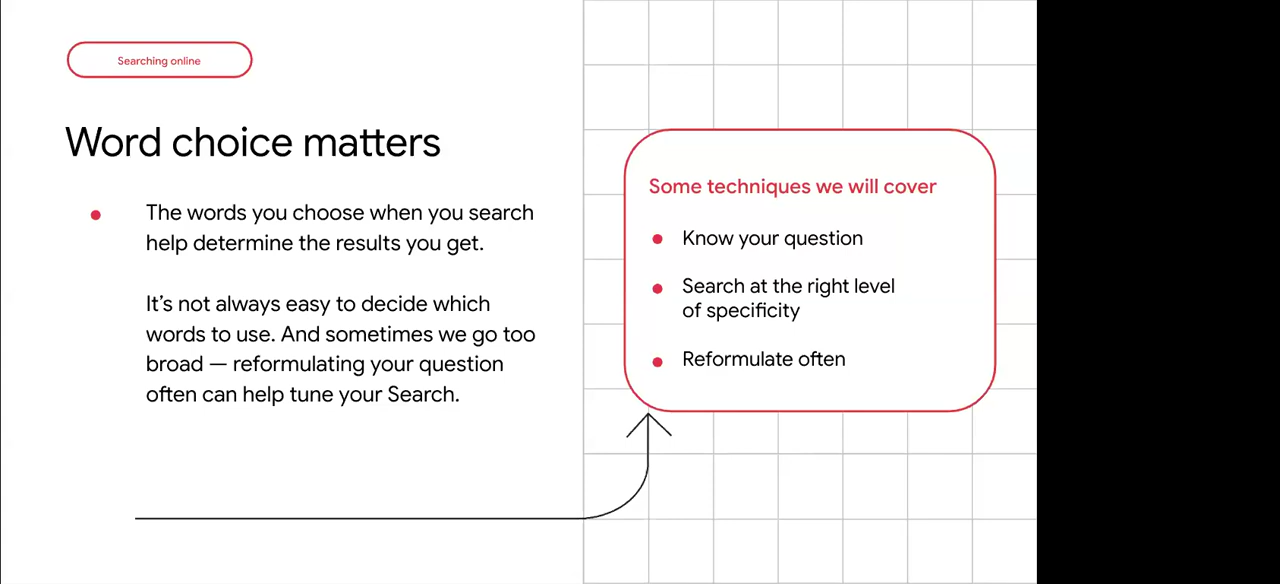 Searching online
Word choice matters
The words you choose when you search
help determine the results you get.
It’s not always easy to decide which
words to use. And sometimes we go too
broad — reformulating your question
often can help tune your Search.
Some techniques we will cover
Know your question
Search at the right level
of specificity
Reformulate often